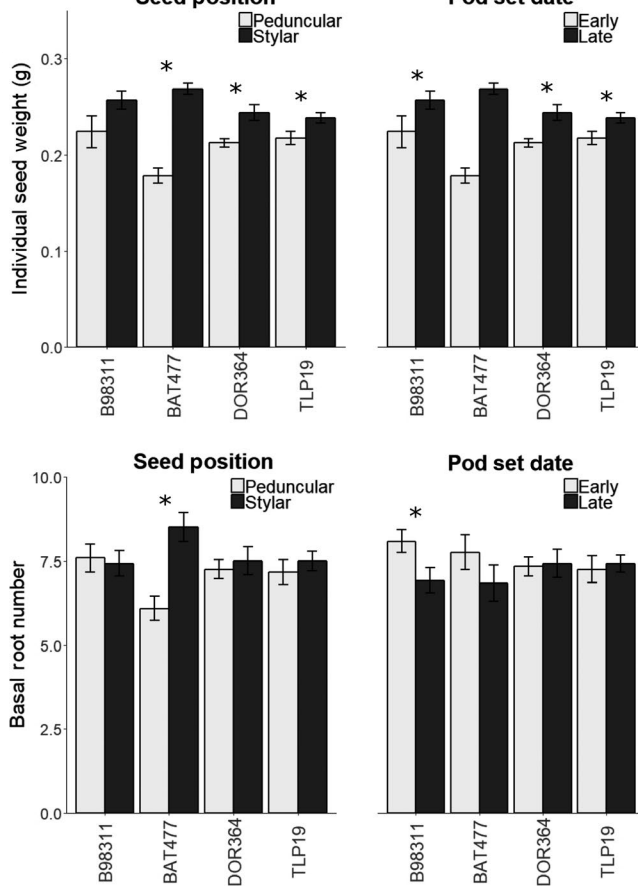 Seed position
Pod set date
Peduncular
Stylar
Early
Late
Individual seed weight (g)
0.3
0.2
0.1
0.0
* * *
* * *
B98311 BAT477 DOR364 TLP19
B98311 BAT477 DOR364 TLP19
Seed position
Pod set date
Peduncular
Stylar
Early
Late
Basal root number
10.0
7.5
5.0
2.5
0.0
*
*
B98311 BAT477 DOR364 TLP19
B98311 BAT477 DOR364 TLP19